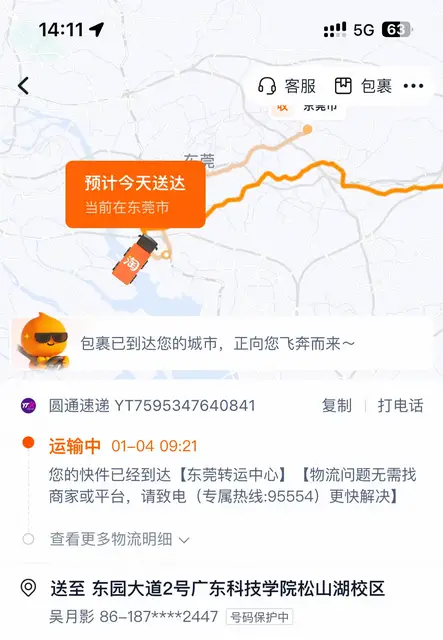 14:11
5G
63
客服
包裹
收
东莞市
东莞
预计今天送达
当前在东莞市
淘
包裹已到达您的城市，正向您飞奔而来～
圆通速递 YT7595347640841
复制
打电话
运输中 01-04 09:21
您的快件已经到达【东莞转运中心】【物流问题无需找
商家或平台，请致电（专属热线:95554）更快解决】
查看更多物流明细
送至 东园大道2号广东科技学院松山湖校区
吴月影 86-187****2447 号码保护中